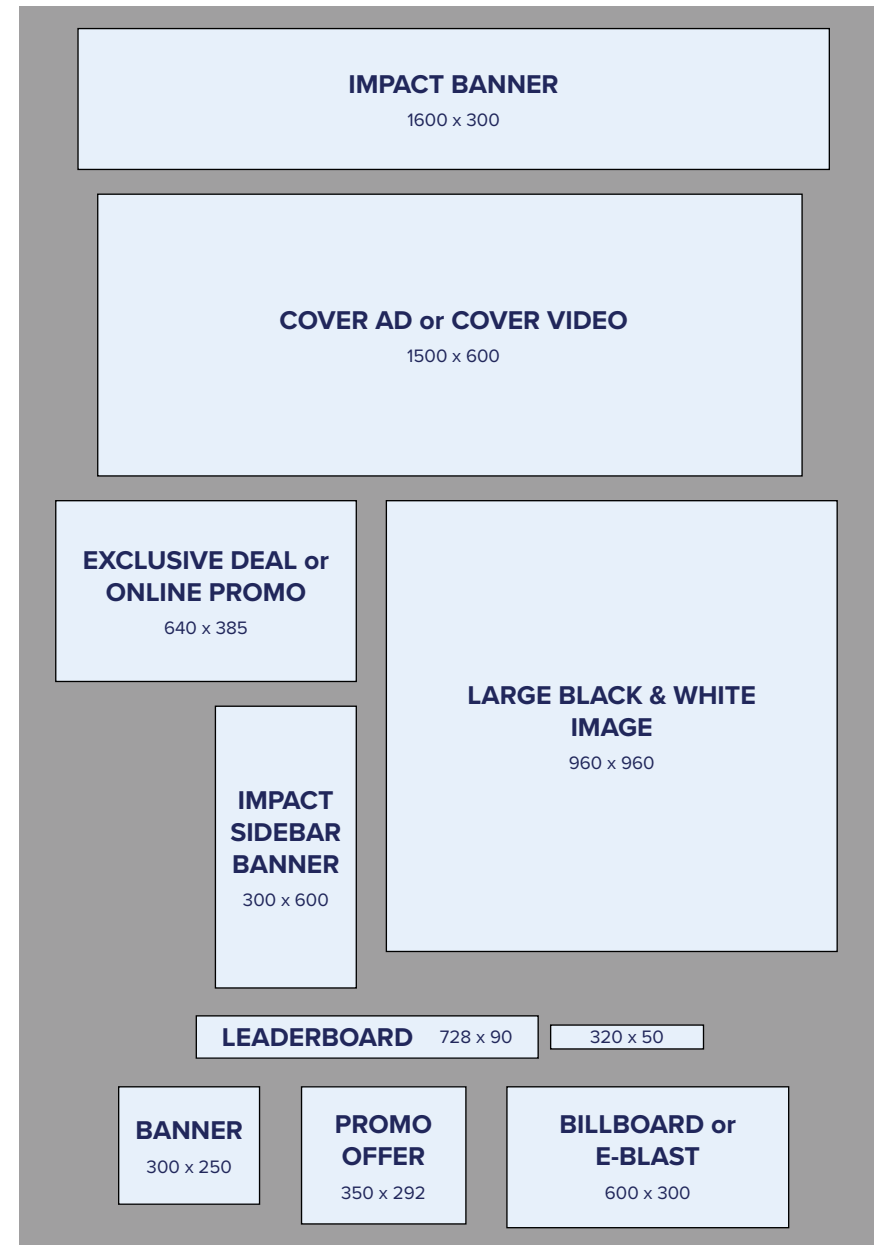 IMPACT BANNER
1600 x 300
COVER AD or COVER VIDEO
1500 x 600
EXCLUSIVE DEAL or
ONLINE PROMO
640 x 385
LARGE BLACK & WHITE
IMAGE
960 x 960
IMPACT
SIDEBAR
BANNER
300 x 600
LEADERBOARD 728 x 90
320 x 50
BANNER
300 x 250
PROMO
OFFER
350 x 292
BILLBOARD or
E-BLAST
600 x 300